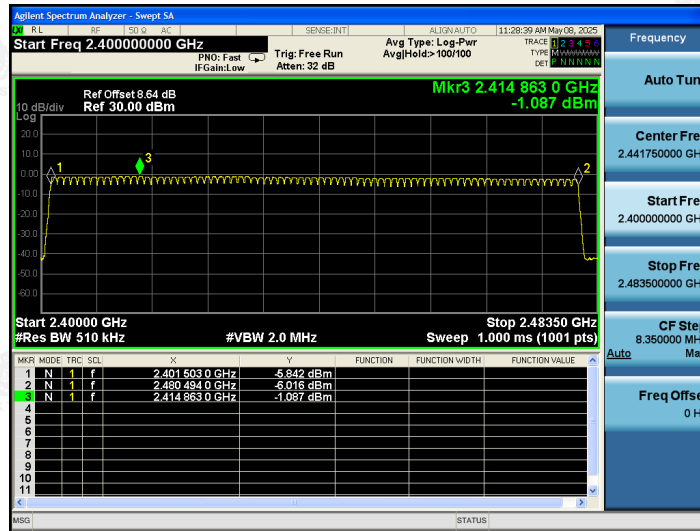 Agilent Spectrum Analyzer - Swept SA
RL RF 50 Ω AC SENSE:INT ALIGNAUTO 11:28:39 AM May 08, 2025
Start Freq 2.400000000 GHz
PNO: Fast
IFGain:Low
Trig: Free Run
Atten: 32 dB
Avg Type: Log-Pwr
Avg|Hold:>100/100
TRACE 1 2 3 4 5 6
TYPE MWWWWW
DET P N N N N N
Ref Offset 8.64 dB
10 dB/div Ref 30.00 dBm
Log
Mkr3 2.414 863 0 GHz
-1.087 dBm
20.0
10.0
0.00
-10.0
-20.0
-30.0
-40.0
-50.0
-60.0
1
3
2
Start 2.40000 GHz Stop 2.48350 GHz
#Res BW 510 kHz #VBW 2.0 MHz Sweep 1.000 ms (1001 pts)
MKR MODE TRC SCL X Y FUNCTION FUNCTION WIDTH FUNCTION VALUE
1 N 1 f 2.401 503 0 GHz -5.842 dBm
2 N 1 f 2.480 494 0 GHz -6.016 dBm
3 N 1 f 2.414 863 0 GHz -1.087 dBm
4
5
6
7
8
9
10
11
MSG STATUS
Frequency
Auto Tun
Center Fre
2.441750000 GH
Start Fre
2.400000000 GH
Stop Fre
2.483500000 GH
CF Ste
8.350000 MH
Auto Ma
Freq Offse
0 H